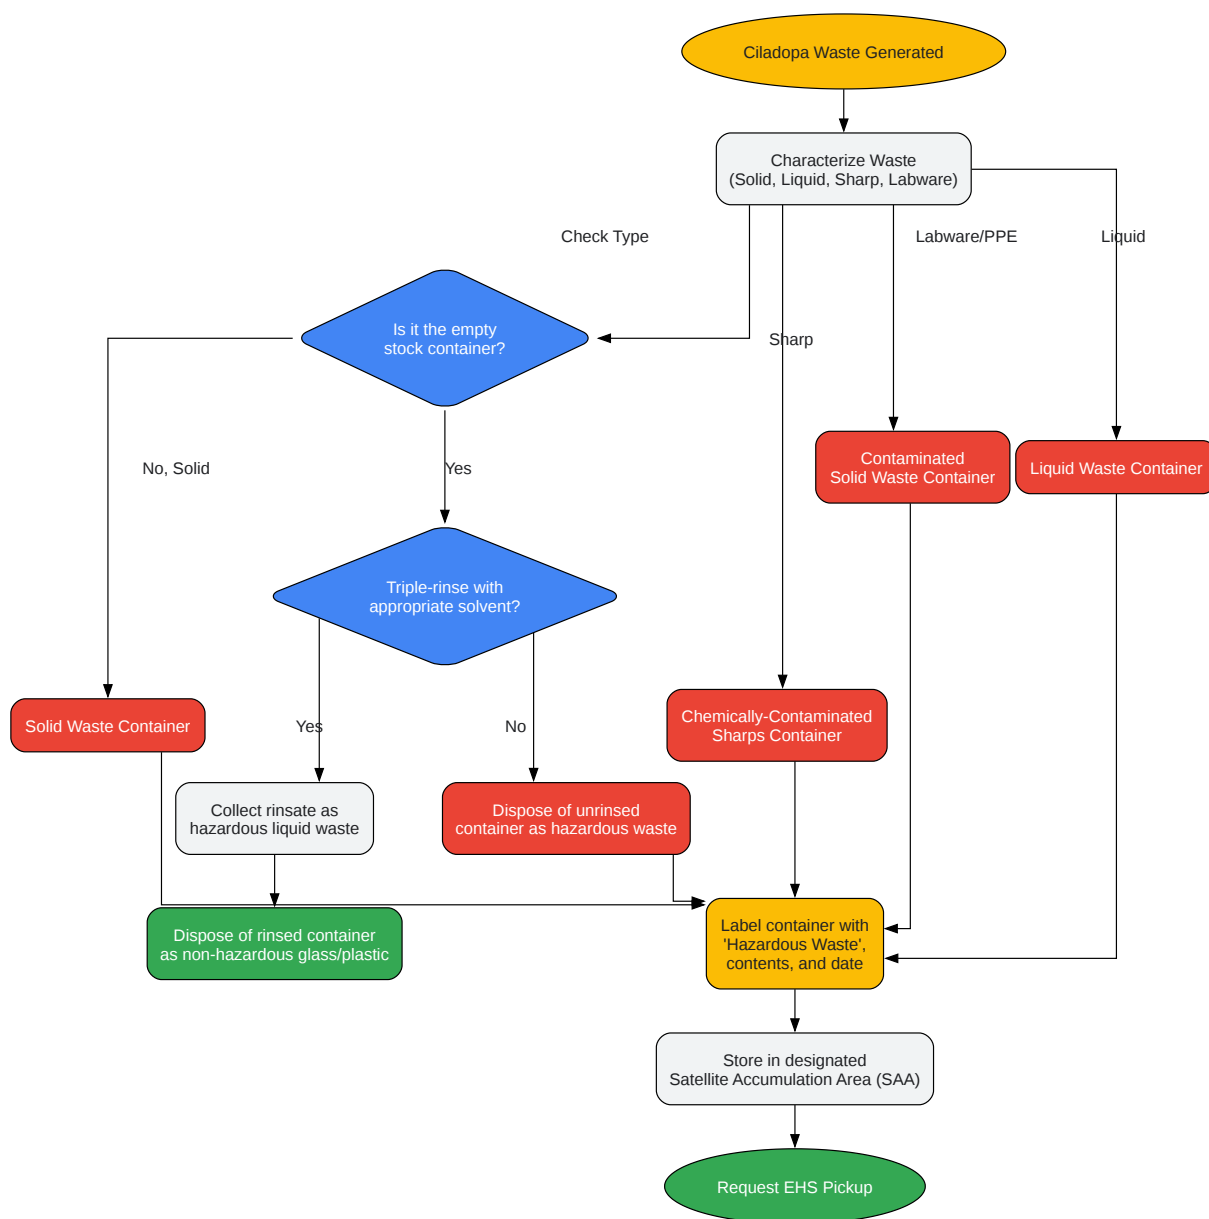 Ciladopa Waste Generated
Characterize Waste
(Solid, Liquid, Sharp, Labware)
Check Type
Labware/PPE
Liquid
Is it the empty
stock container?
Sharp
No, Solid
Yes
Contaminated
Solid Waste Container
Liquid Waste Container
Triple-rinse with
appropriate solvent?
Solid Waste Container
Yes
No
Chemically-Contaminated
Sharps Container
Collect rinsate as
hazardous liquid waste
Dispose of unrinsed
container as hazardous waste
Dispose of rinsed container
as non-hazardous glass/plastic
Label container with
'Hazardous Waste',
contents, and date
Store in designated
Satellite Accumulation Area (SAA)
Request EHS Pickup